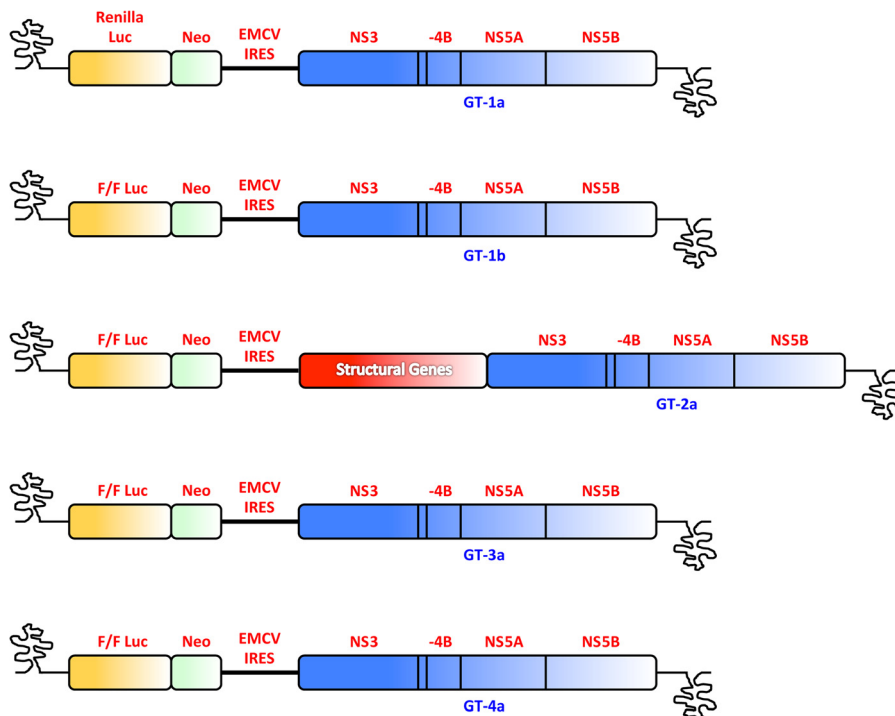 Renilla
Luc
Neo
EMCV
IRES
NS3
-4B
NS5A
NS5B
GT-1a
F/F Luc
Neo
EMCV
IRES
NS3
-4B
NS5A
NS5B
GT-1b
F/F Luc
Neo
EMCV
IRES
Structural Genes
NS3
-4B
NS5A
NS5B
GT-2a
F/F Luc
Neo
EMCV
IRES
NS3
-4B
NS5A
NS5B
GT-3a
F/F Luc
Neo
EMCV
IRES
NS3
-4B
NS5A
NS5B
GT-4a